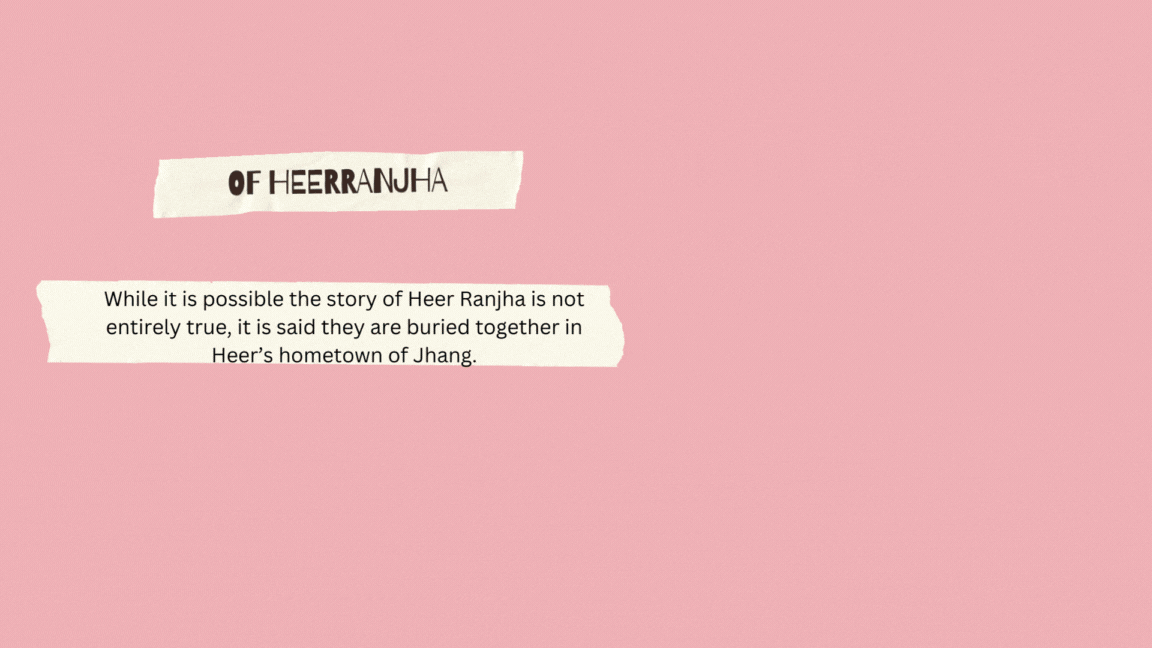 OF HEERRANJHA
While it is possible the story of Heer Ranjha is not
entirely true, it is said they are buried together in
Heer’s hometown of Jhang.